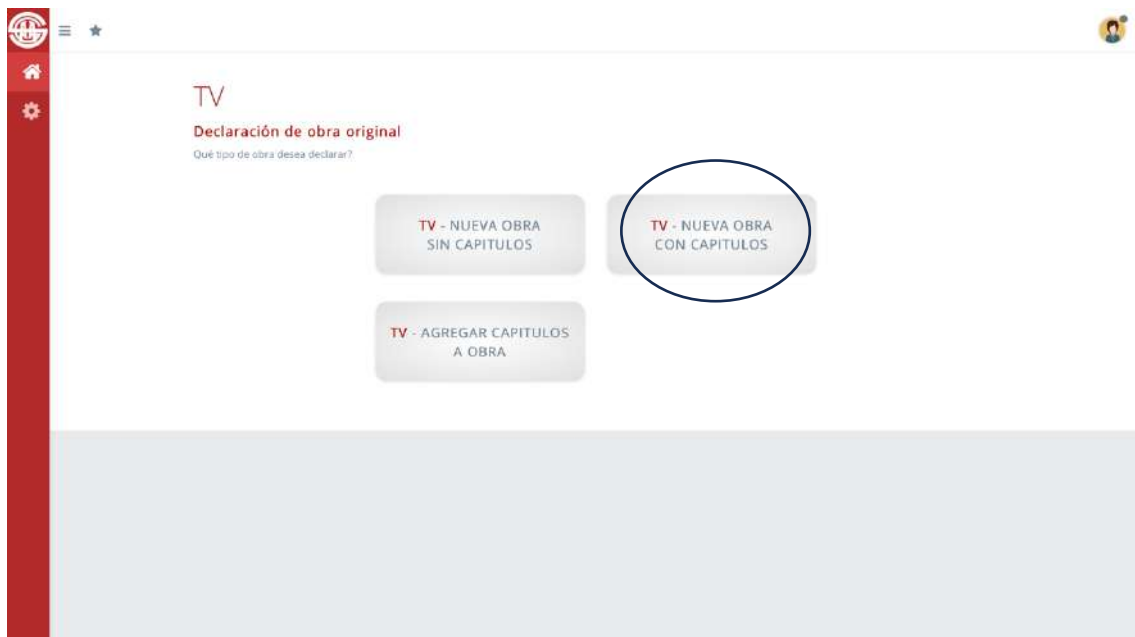 TV
Declaración de obra original
Qué tipo de obra desea declarar?
TV - NUEVA OBRA
SIN CAPITULOS
TV - NUEVA OBRA
CON CAPITULOS
TV - AGREGAR CAPITULOS
A OBRA